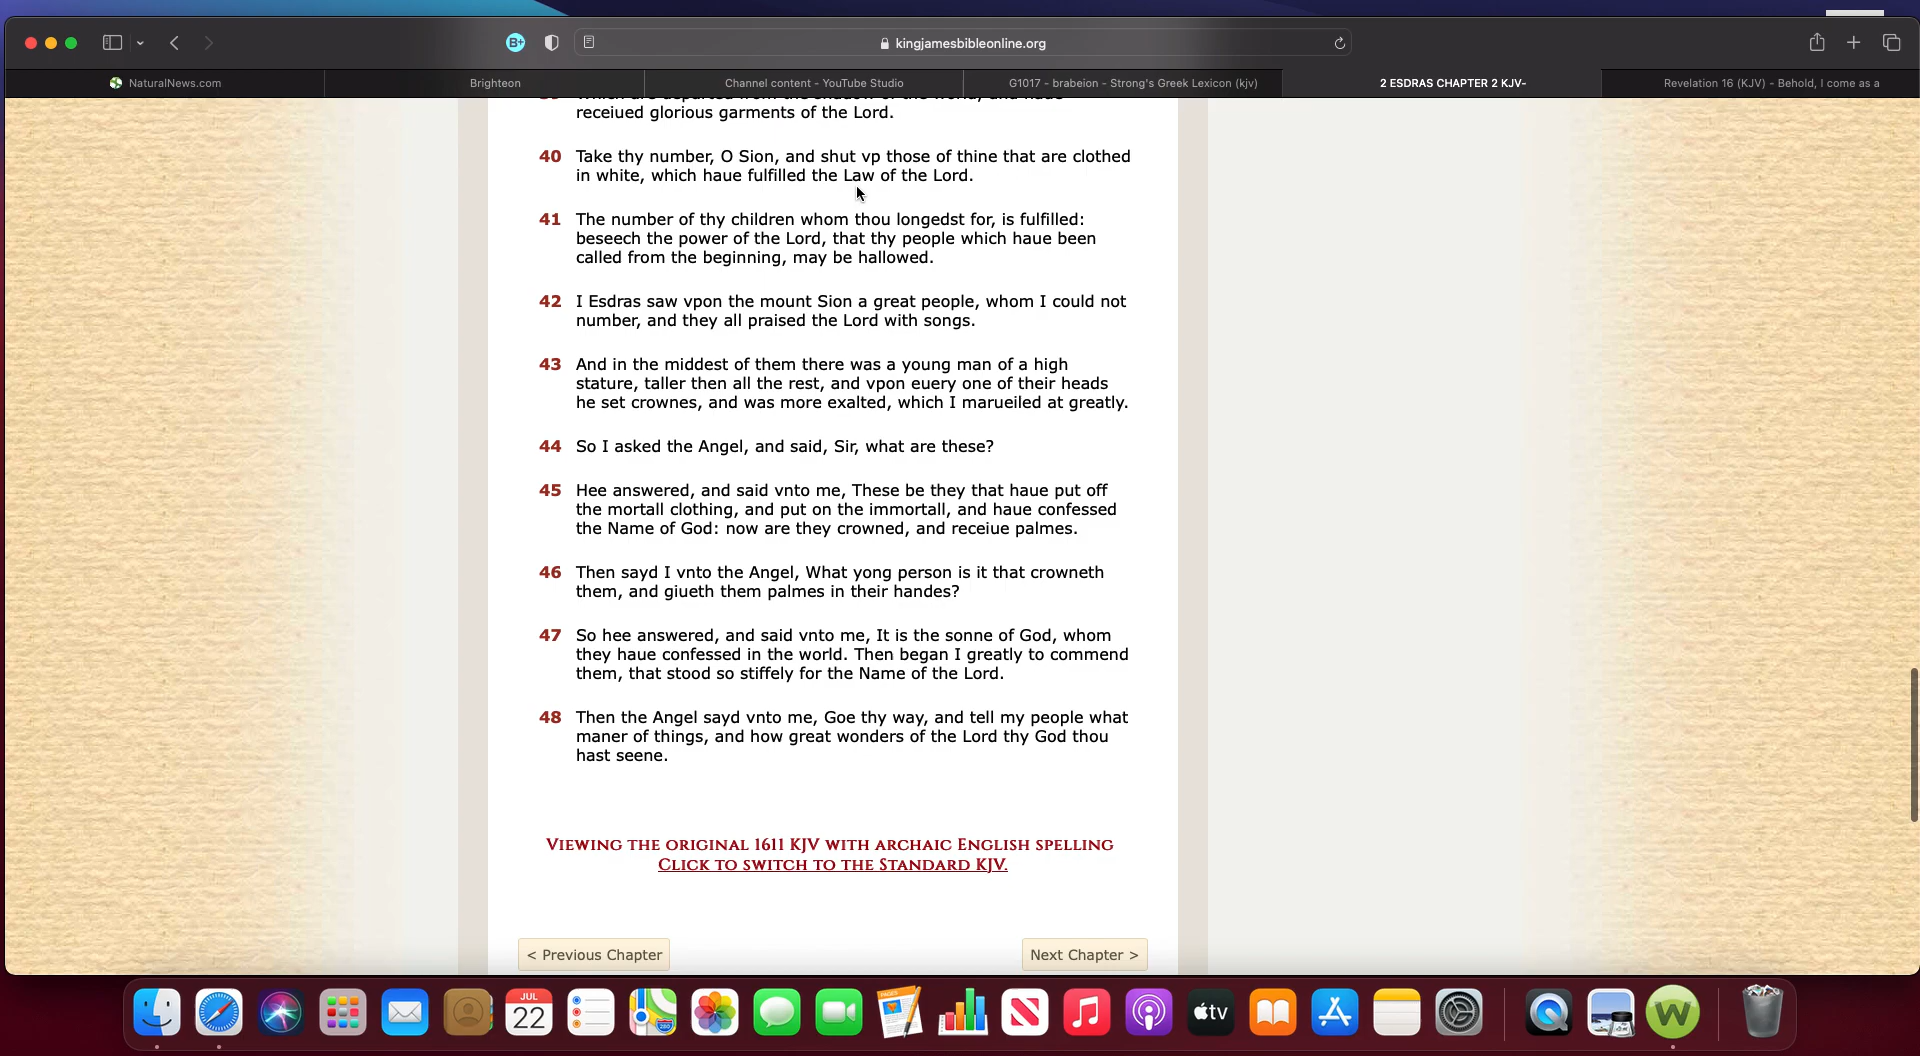 kingjamesbibleonline.org
NaturalNews.com
Brighteon
Channel content - YouTube Studio
G1017 - brabeion - Strong's Greek Lexicon (kjv)
2 ESDRAS CHAPTER 2 KJV-
Revelation 16 (KJV) - Behold, I come as a
receiued glorious garments of the Lord.
40 Take thy number, O Sion, and shut vp those of thine that are clothed
in white, which haue fulfilled the Law of the Lord.
41 The number of thy children whom thou longedst for, is fulfilled:
beseech the power of the Lord, that thy people which haue been
called from the beginning, may be hallowed.
42 I Esdras saw vpon the mount Sion a great people, whom I could not
number, and they all praised the Lord with songs.
43 And in the middest of them there was a young man of a high
stature, taller then all the rest, and vpon euery one of their heads
he set crownes, and was more exalted, which I marueiled at greatly.
44 So I asked the Angel, and said, Sir, what are these?
45 Hee answered, and said vnto me, These be they that haue put off
the mortall clothing, and put on the immortall, and haue confessed
the Name of God: now are they crowned, and receiue palmes.
46 Then sayd I vnto the Angel, What yong person is it that crowneth
them, and giueth them palmes in their handes?
47 So hee answered, and said vnto me, It is the sonne of God, whom
they haue confessed in the world. Then began I greatly to commend
them, that stood so stiffely for the Name of the Lord.
48 Then the Angel sayd vnto me, Goe thy way, and tell my people what
maner of things, and how great wonders of the Lord thy God thou
hast seene.
Viewing the original 1611 KJV with archaic English spelling
Click to switch to the Standard KJV.
< Previous Chapter
Next Chapter >
JUL
22
PAGES
280
tv